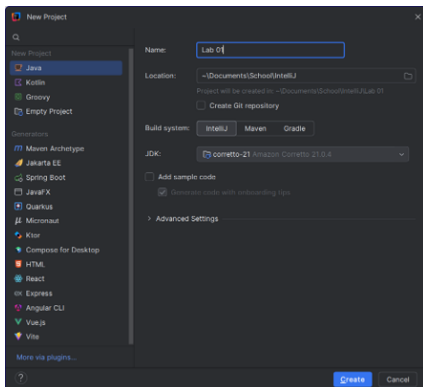 New Project
Name:
Lab 01
Location:
~\Documents\School\IntelliJ
Project will be created in: ~\Documents\School\IntelliJ\Lab 01
Create Git repository
Build system:
IntelliJ
Maven
Gradle
JDK:
corretto-21 Amazon Corretto 21.0.4
Add sample code
Generate code with onboarding tips
Advanced Settings
New Project
Java
Kotlin
Groovy
Empty Project
Generators
Maven Archetype
Jakarta EE
Spring Boot
JavaFX
Quarkus
Micronaut
Ktor
Compose for Desktop
HTML
React
Express
Angular CLI
Vue.js
Vite
More via plugins...
?
Create
Cancel